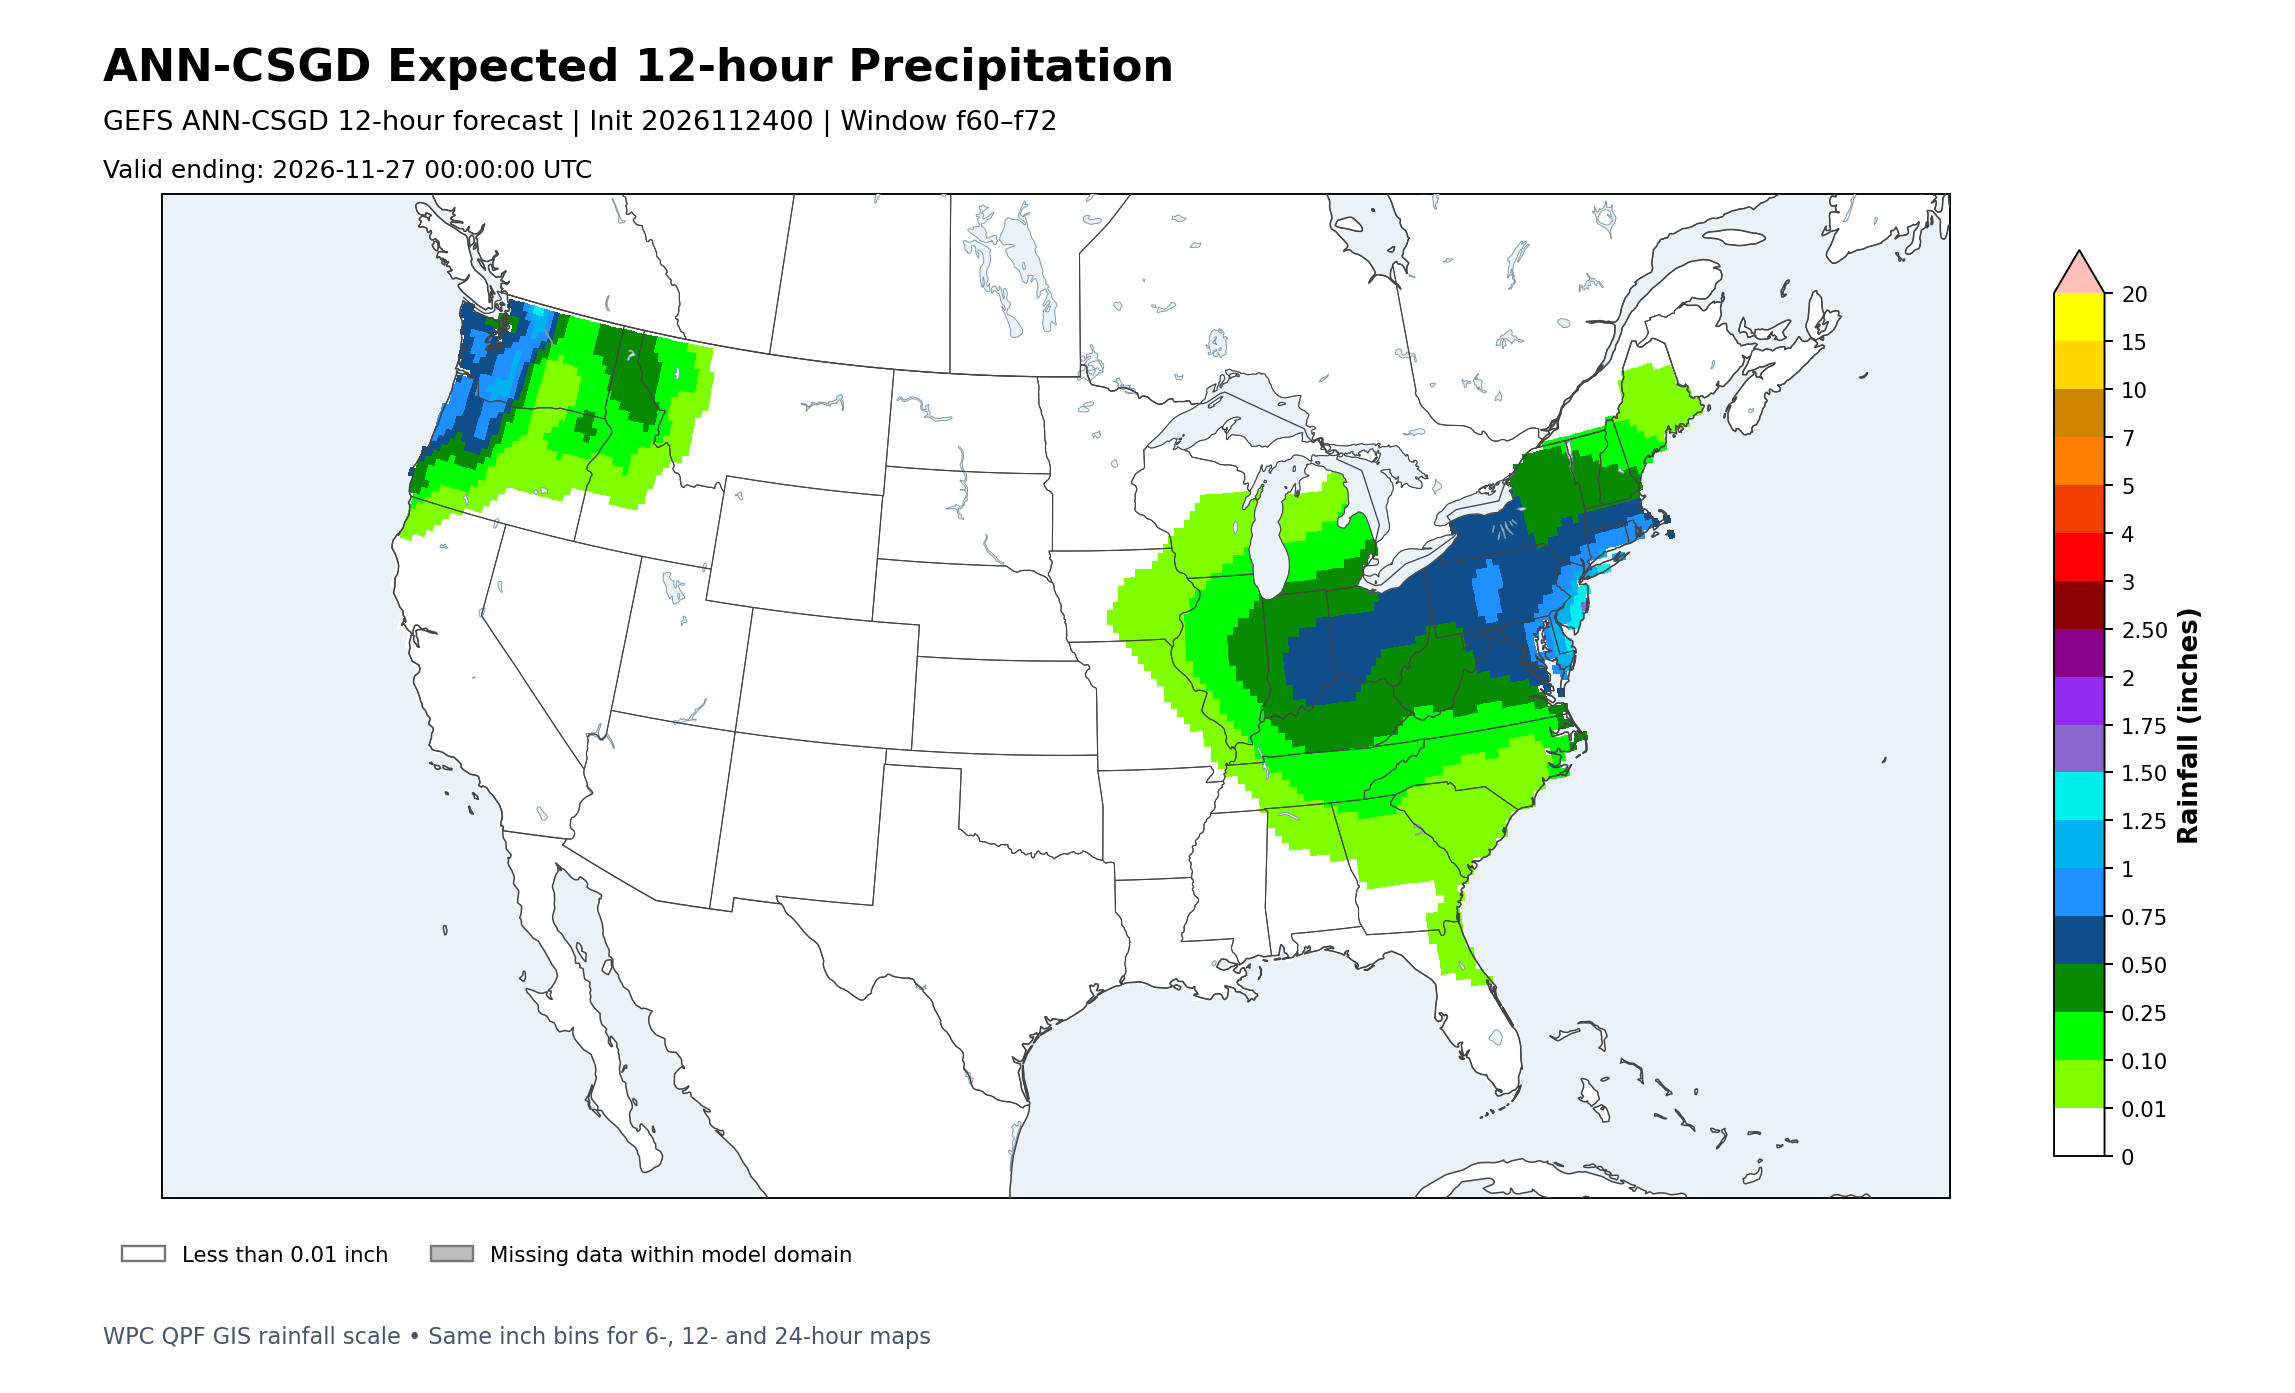 ANN-CSGD Expected 12-hour Precipitation
GEFS ANN-CSGD 12-hour forecast | Init 2026112400 | Window f60–f72
Valid ending: 2026-11-27 00:00:00 UTC
20
15
10
7
5
4
3
2.50
2
1.75
1.50
1.25
1
0.75
0.50
0.25
0.10
0.01
0
Rainfall (inches)
Less than 0.01 inch
Missing data within model domain
WPC QPF GIS rainfall scale • Same inch bins for 6-, 12- and 24-hour maps